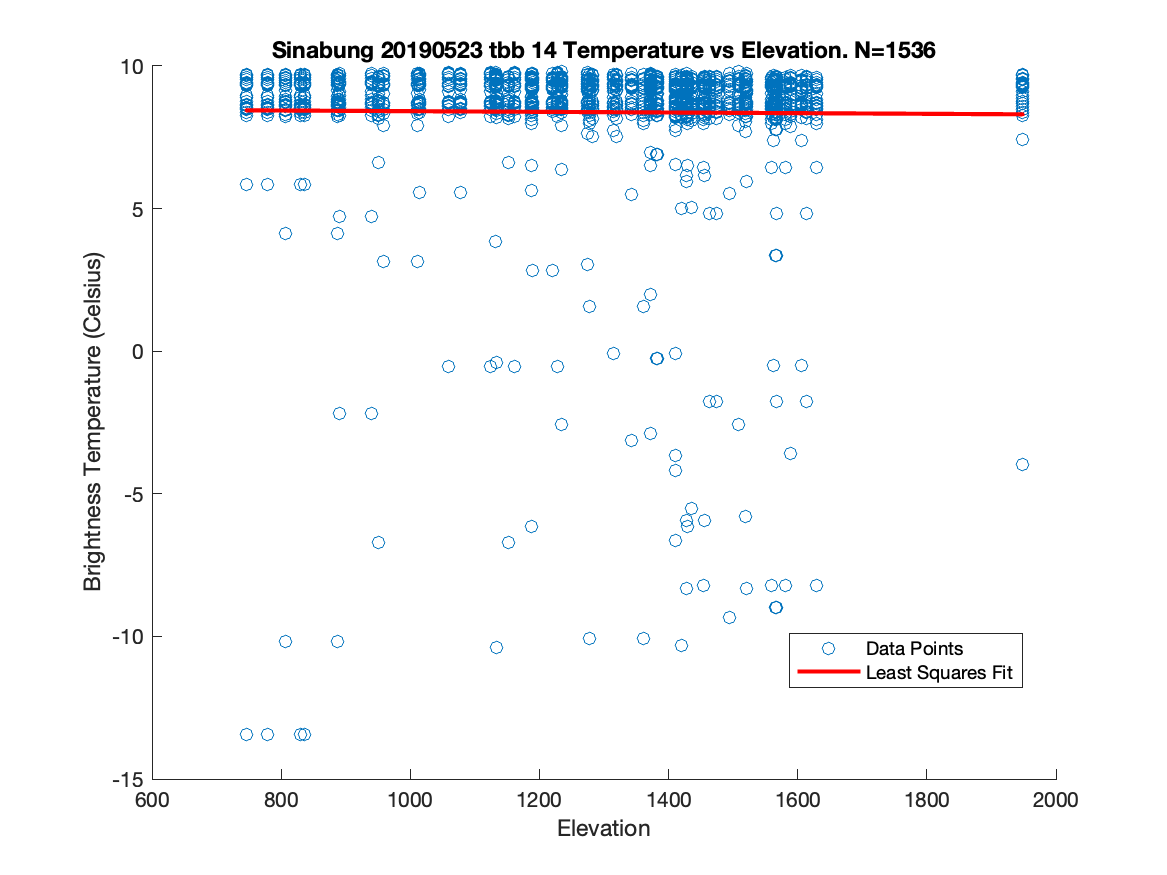 Sinabung 20190523 tbb 14 Temperature vs Elevation. N=1536
10
5
0
-5
-10
-15
Brightness Temperature (Celsius)
Data Points
Least Squares Fit
600 800 1000 1200 1400 1600 1800 2000
Elevation